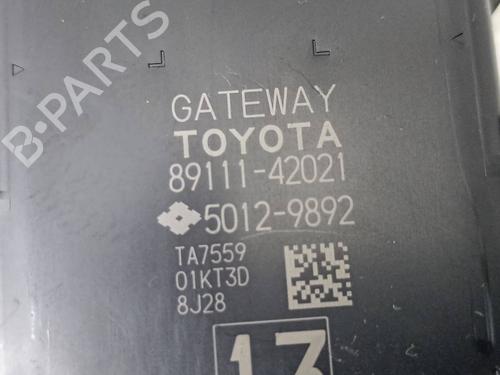 B-PARTS
GATEWAY
TOYOTA
89111-42021
5012-9892
TA7559
01KT3D
8J28
13